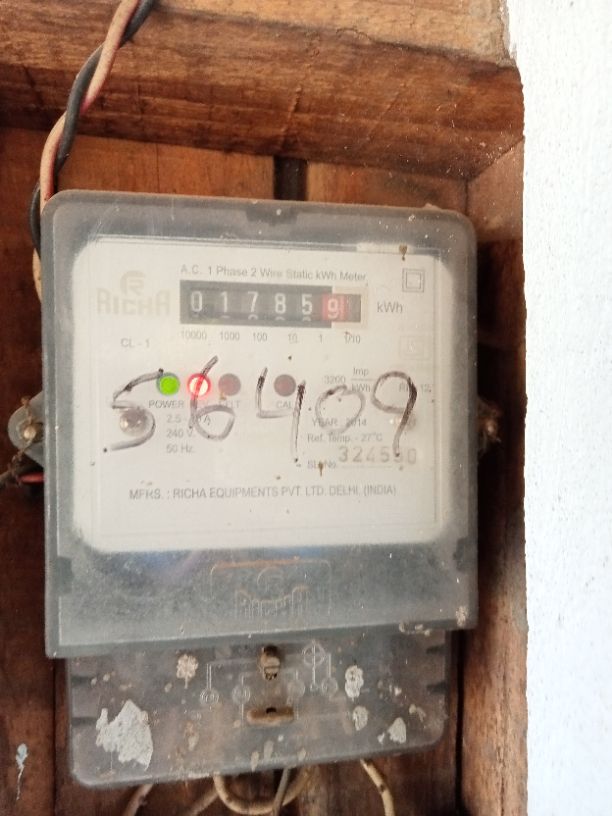 A.C. 1 Phase 2 Wire Static kWh Meter
RICHA
017859
kWh
10000 1000 100 10 1 1/10
CL - 1
3200 Imp/kWh
56409
POWER
CAL
240 V.
50 Hz.
YEAR : 2014
Ref. Temp. - 27°C
Sl. No.
MFRS. : RICHA EQUIPMENTS PVT. LTD. DELHI, (INDIA)
RICHA